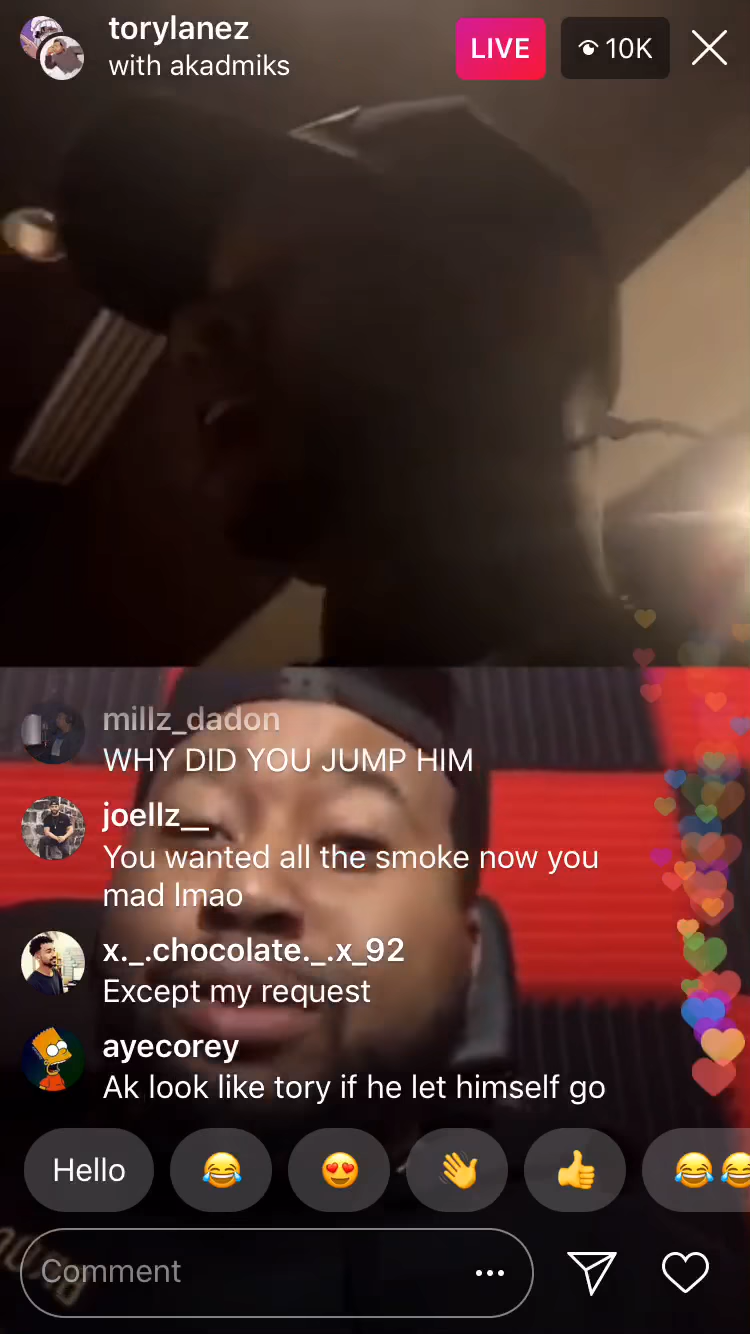 torylanez
with akadmiks
LIVE
10K
millz_dadon
WHY DID YOU JUMP HIM
joellz__
You wanted all the smoke now you
mad lmao
x._.chocolate._.x_92
Except my request
ayecorey
Ak look like tory if he let himself go
Hello
Comment